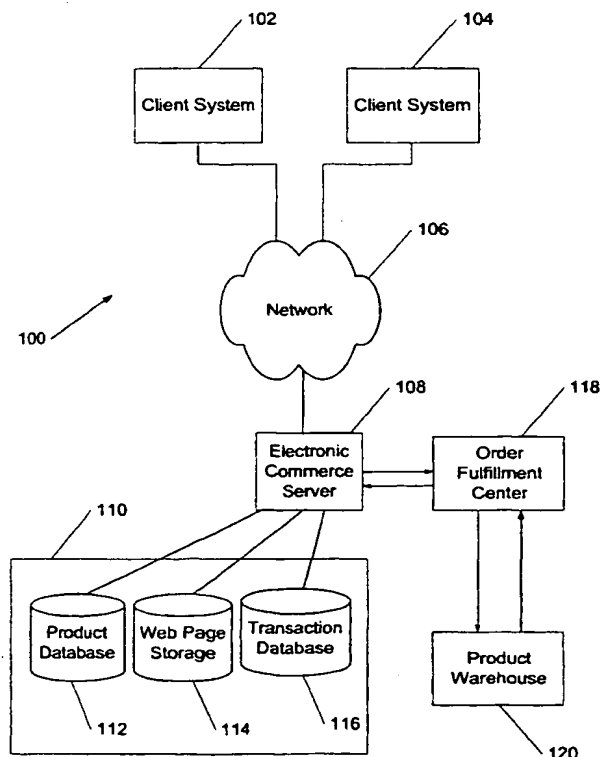 102
104
Client System
Client System
106
Network
100
108
118
Electronic
Commerce
Server
Order
Fulfillment
Center
110
Product
Database
Web Page
Storage
Transaction
Database
Product
Warehouse
112
114
116
120